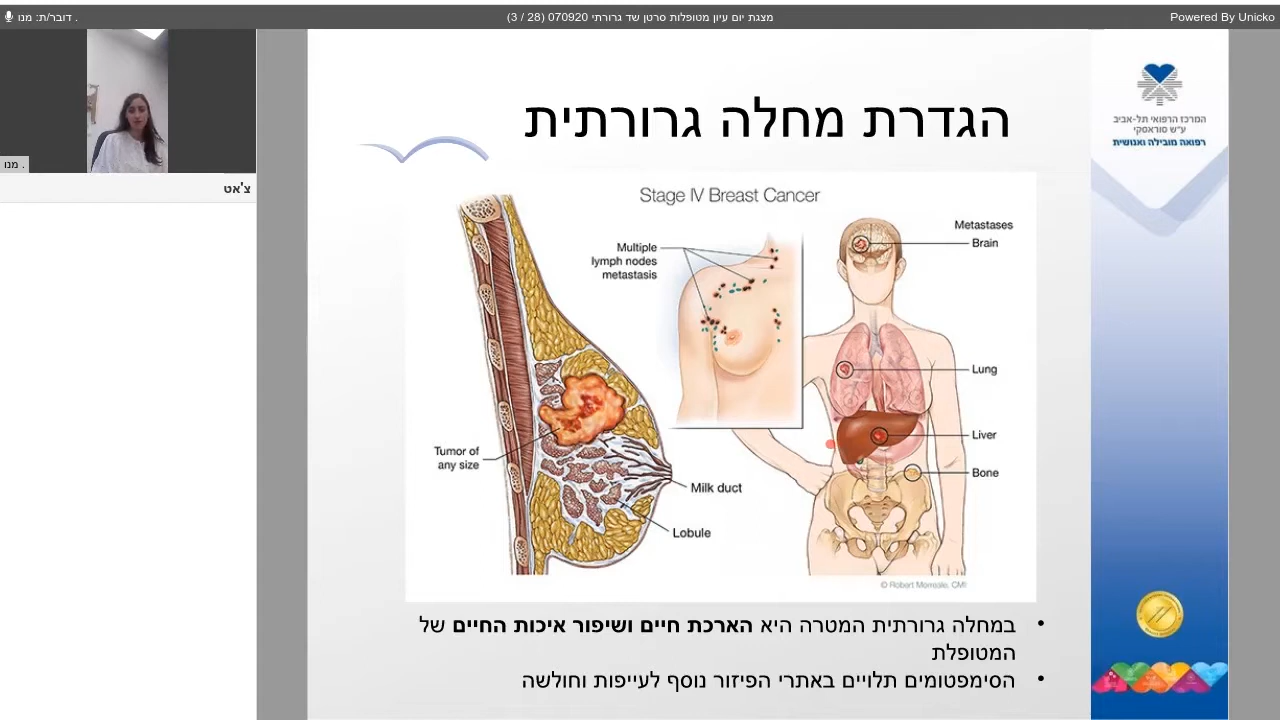 דובר/ת: מנו .
מצגת יום עיון מטופלות סרטן שד גרורתי 070920 (28 / 3)
Powered By Unicko
מנו .
צ'אט
הגדרת מחלה גרורתית
המרכז הרפואי תל-אביב
ע"ש סוראסקי
רפואה מובילה ואנושית
Stage IV Breast Cancer
Multiple
lymph nodes
metastasis
Metastases
Brain
Lung
Liver
Bone
Tumor of
any size
Milk duct
Lobule
© Robert Morreale, CMI
• במחלה גרורתית המטרה היא הארכת חיים ושיפור איכות החיים של
המטופלת
• הסימפטומים תלויים באתרי הפיזור נוסף לעייפות וחולשה